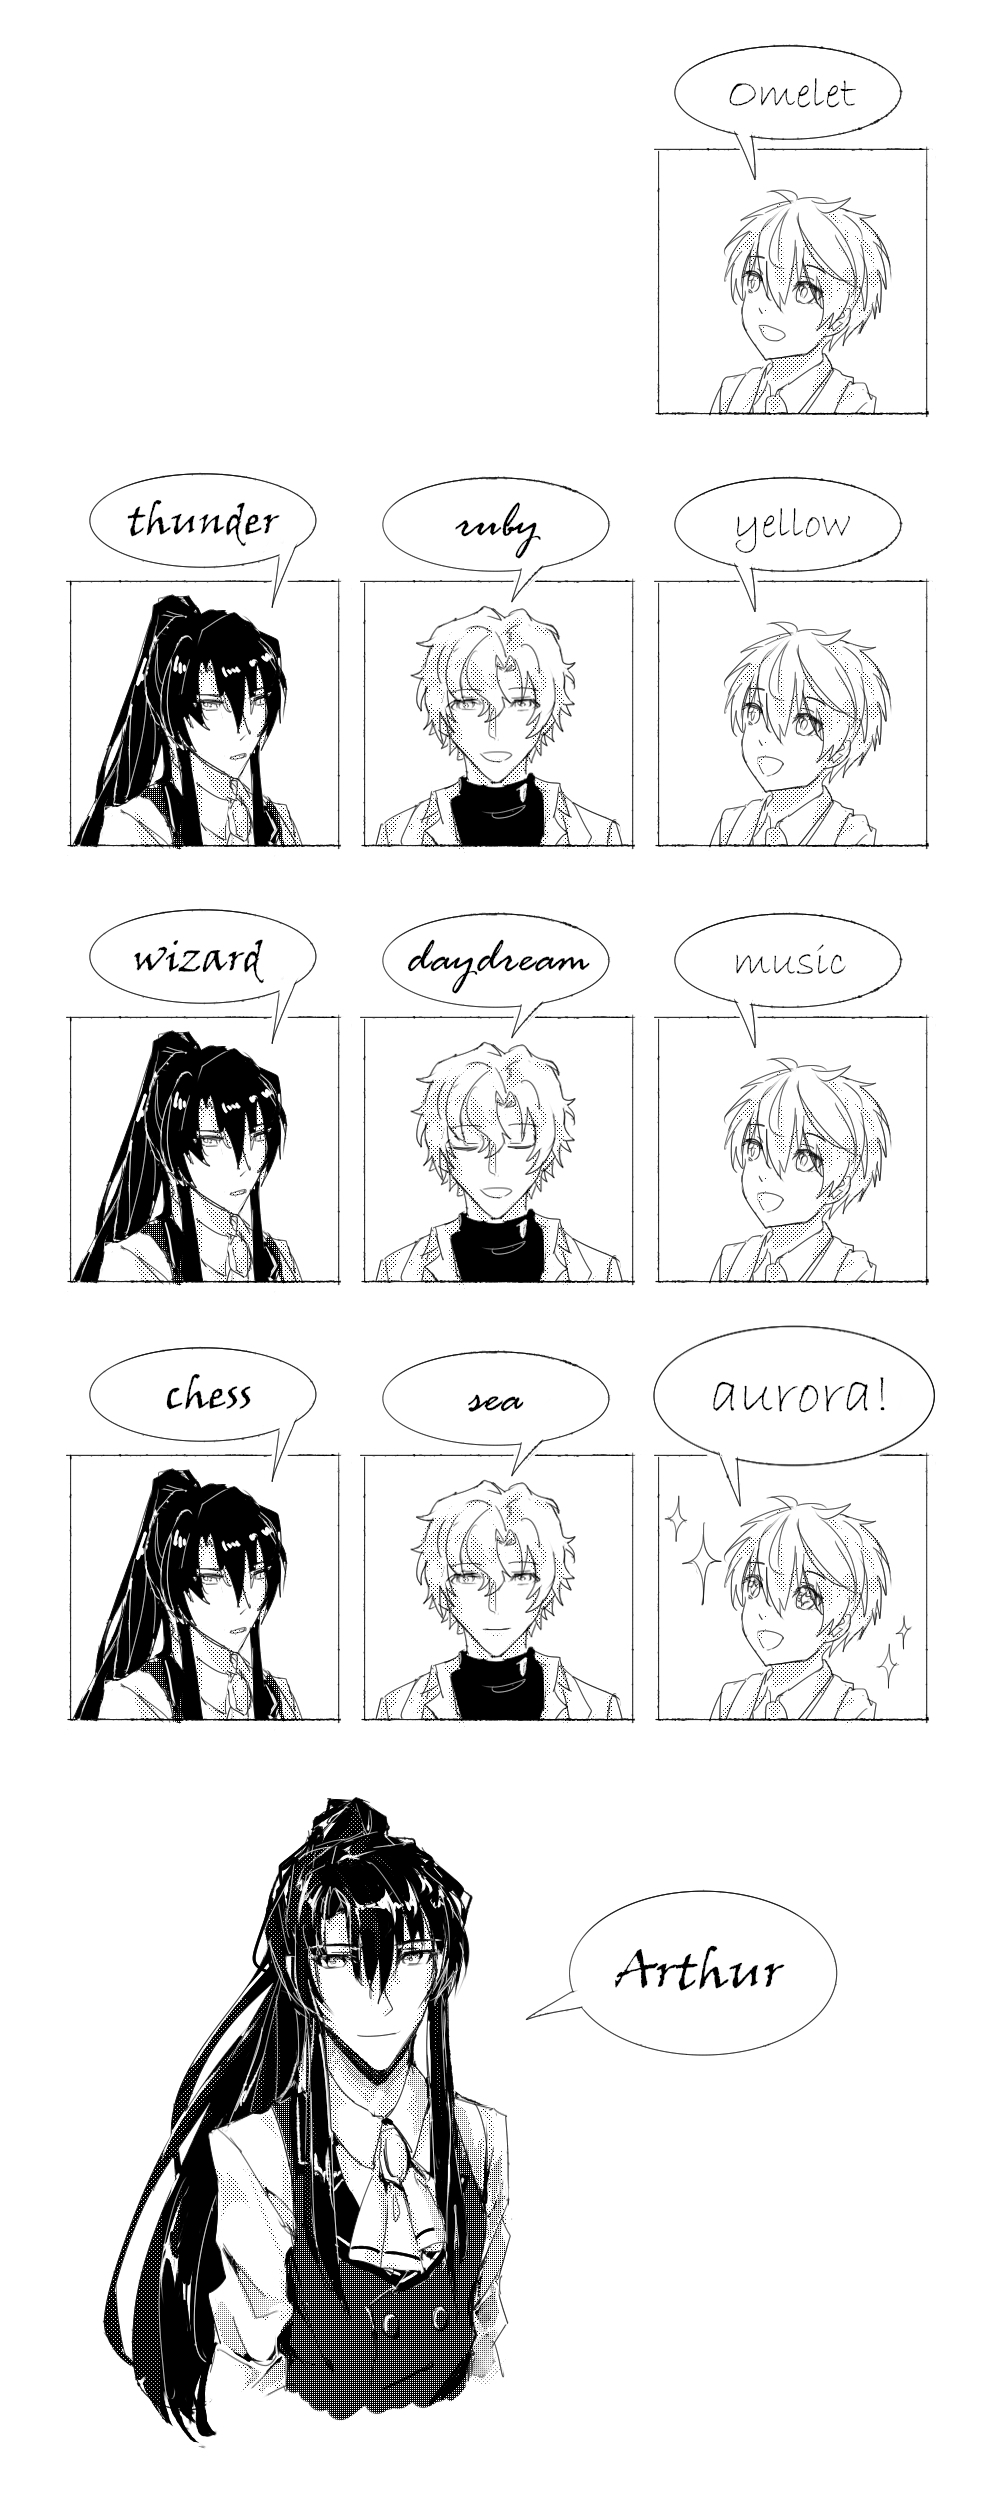 Omelet
thunder
ruby
yellow
wizard
daydream
music
chess
sea
aurora!
Arthur